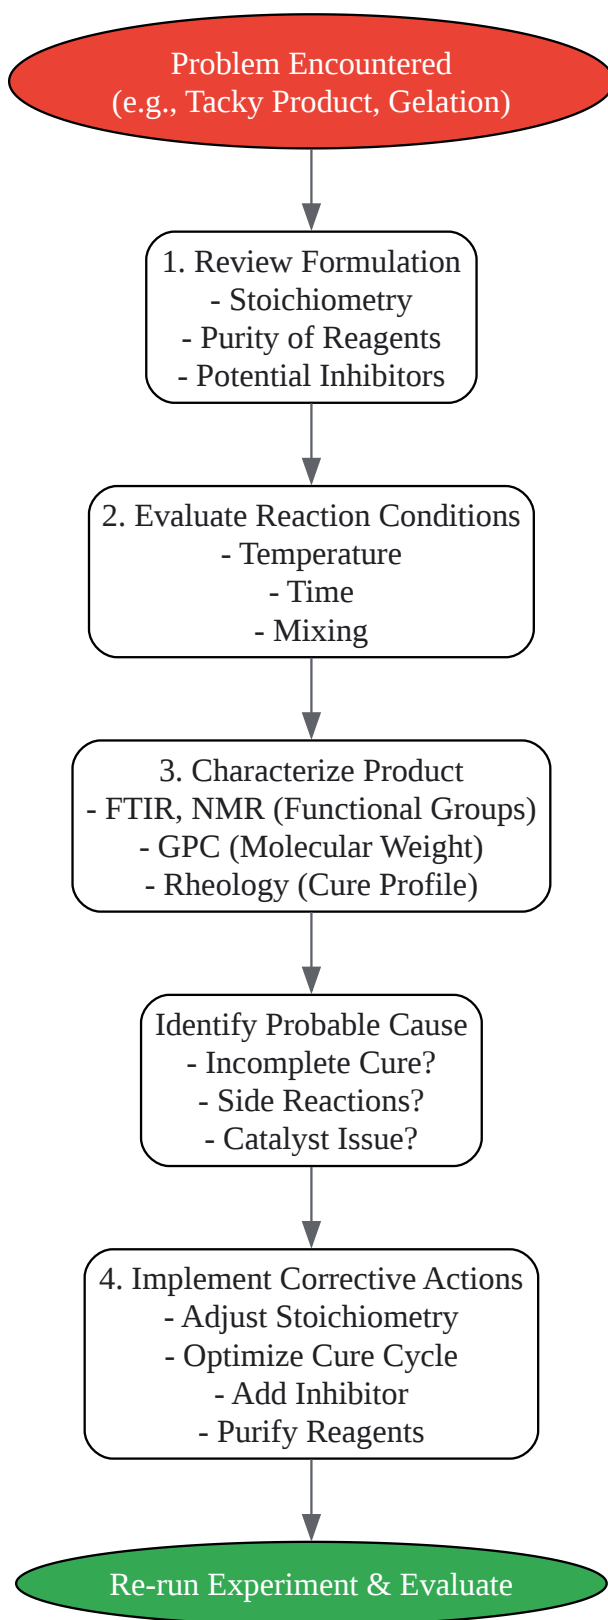 Problem Encountered
(e.g., Tacky Product, Gelation)
1. Review Formulation
- Stoichiometry
- Purity of Reagents
- Potential Inhibitors
2. Evaluate Reaction Conditions
- Temperature
- Time
- Mixing
3. Characterize Product
- FTIR, NMR (Functional Groups)
- GPC (Molecular Weight)
- Rheology (Cure Profile)
Identify Probable Cause
- Incomplete Cure?
- Side Reactions?
- Catalyst Issue?
4. Implement Corrective Actions
- Adjust Stoichiometry
- Optimize Cure Cycle
- Add Inhibitor
- Purify Reagents
Re-run Experiment & Evaluate